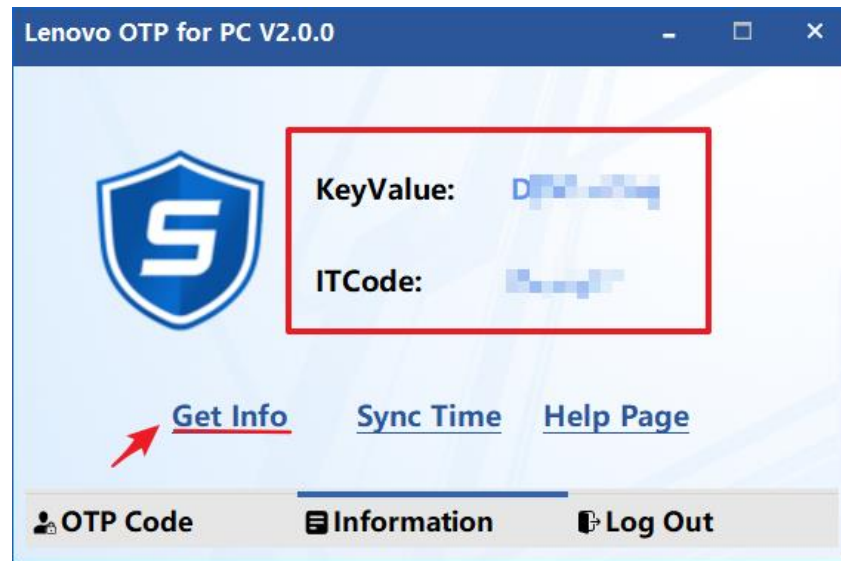 Lenovo OTP for PC V2.0.0
KeyValue:
ITCode:
Get Info Sync Time Help Page
OTP Code Information Log Out